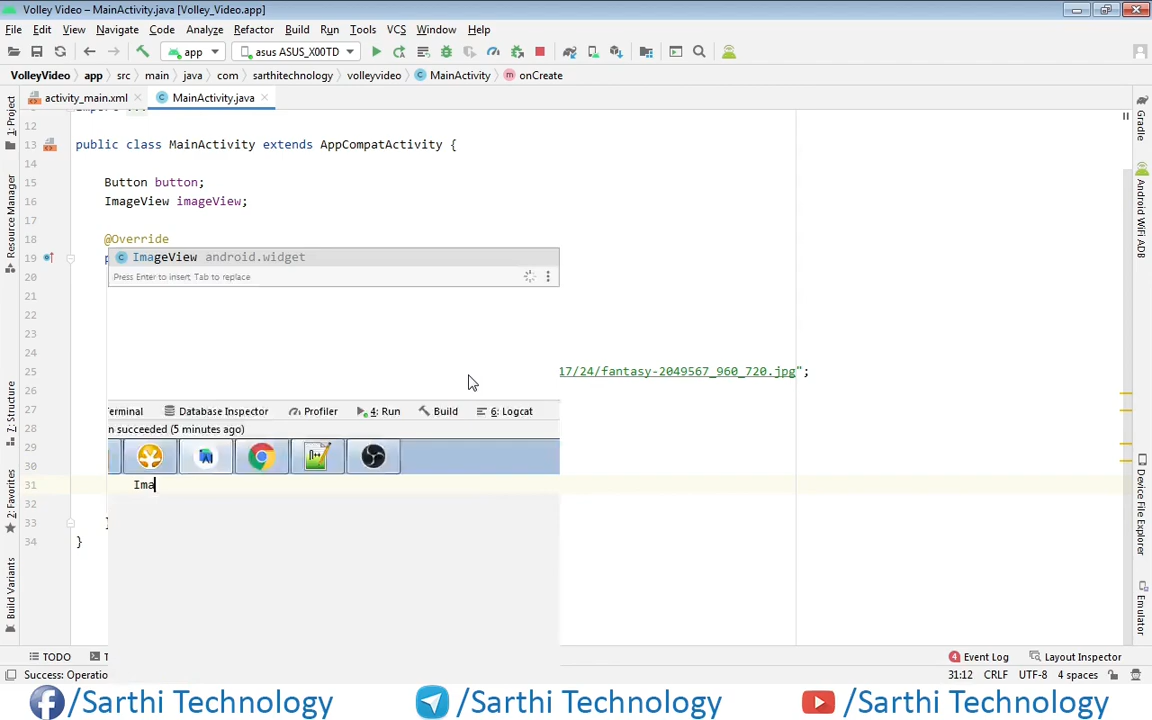 Volley Video – MainActivity.java [Volley_Video.app]
File Edit View Navigate Code Analyze Refactor Build Run Tools VCS Window Help
app asus ASUS_X00TD
VolleyVideo app src main java com sarthitechnology volleyvideo MainActivity onCreate
activity_main.xml MainActivity.java
12
13 public class MainActivity extends AppCompatActivity {
14
15 Button button;
16 ImageView imageView;
17
18 @Override
19
ImageView android.widget
20
Press Enter to insert, Tab to replace
21
22
23
24
25 17/24/fantasy-2049567_960_720.jpg";
26
27
erminal Database Inspector Profiler 4: Run Build 6: Logcat
28
n succeeded (5 minutes ago)
29
30
31 Ima
32
33
34 }
1: Project
Resource Manager
7: Structure
2: Favorites
Build Variants
Gradle
Android WiFi ADB
Device File Explorer
Emulator
TODO T 4 Event Log Layout Inspector
Success: Operatio 31:12 CRLF UTF-8 4 spaces
/Sarthi Technology /Sarthi Technology /Sarthi Technology